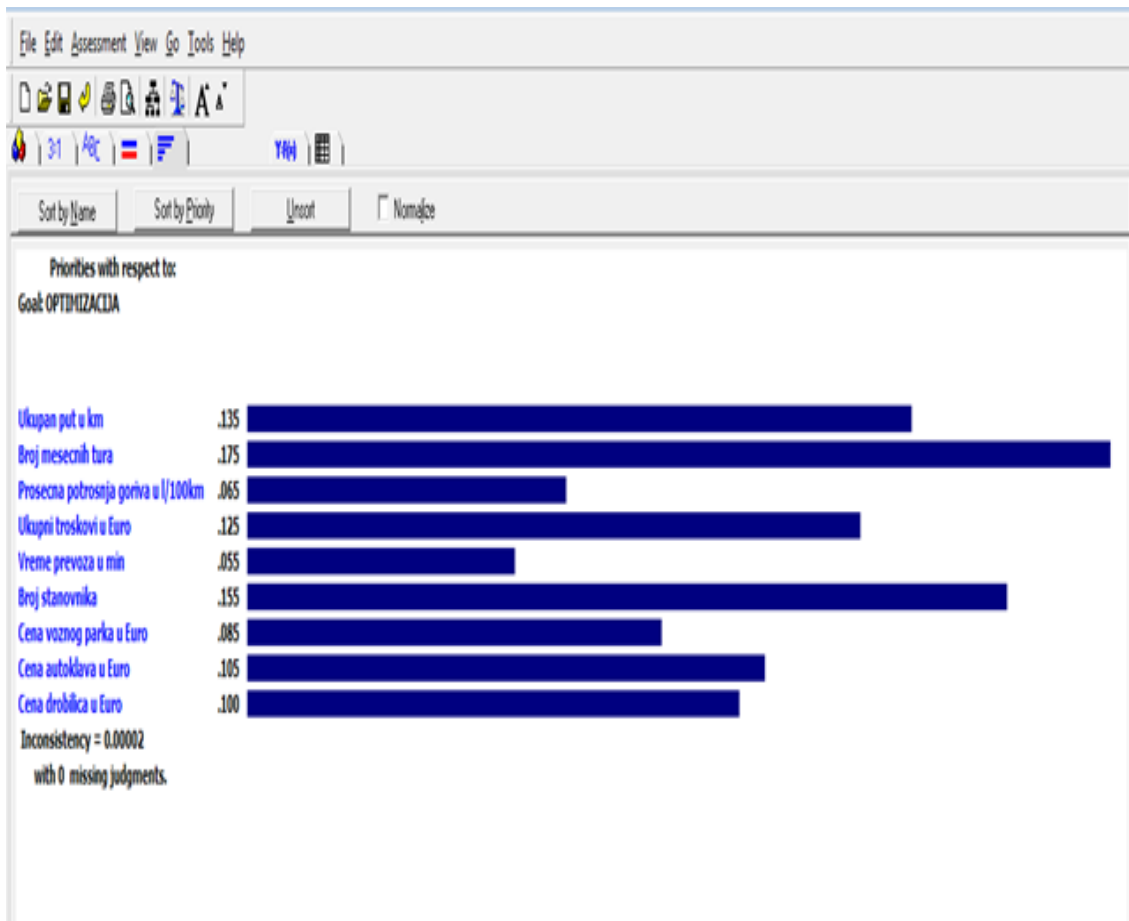 File Edit Assessment View Go Tools Help
A A
3:1 ABC Y=f(x)
Sort by Name Sort by Priority Unsort Normalize
Priorities with respect to:
Goal: OPTIMIZACIJA
Ukupan put u km .135
Broj mesecnih tura .175
Prosecna potrosnja goriva u l/100km .065
Ukupni troskovi u Euro .125
Vreme prevoza u min .055
Broj stanovnika .155
Cena voznog parka u Euro .085
Cena autoklava u Euro .105
Cena drobilica u Euro .100
Inconsistency = 0.00002
with 0 missing judgments.